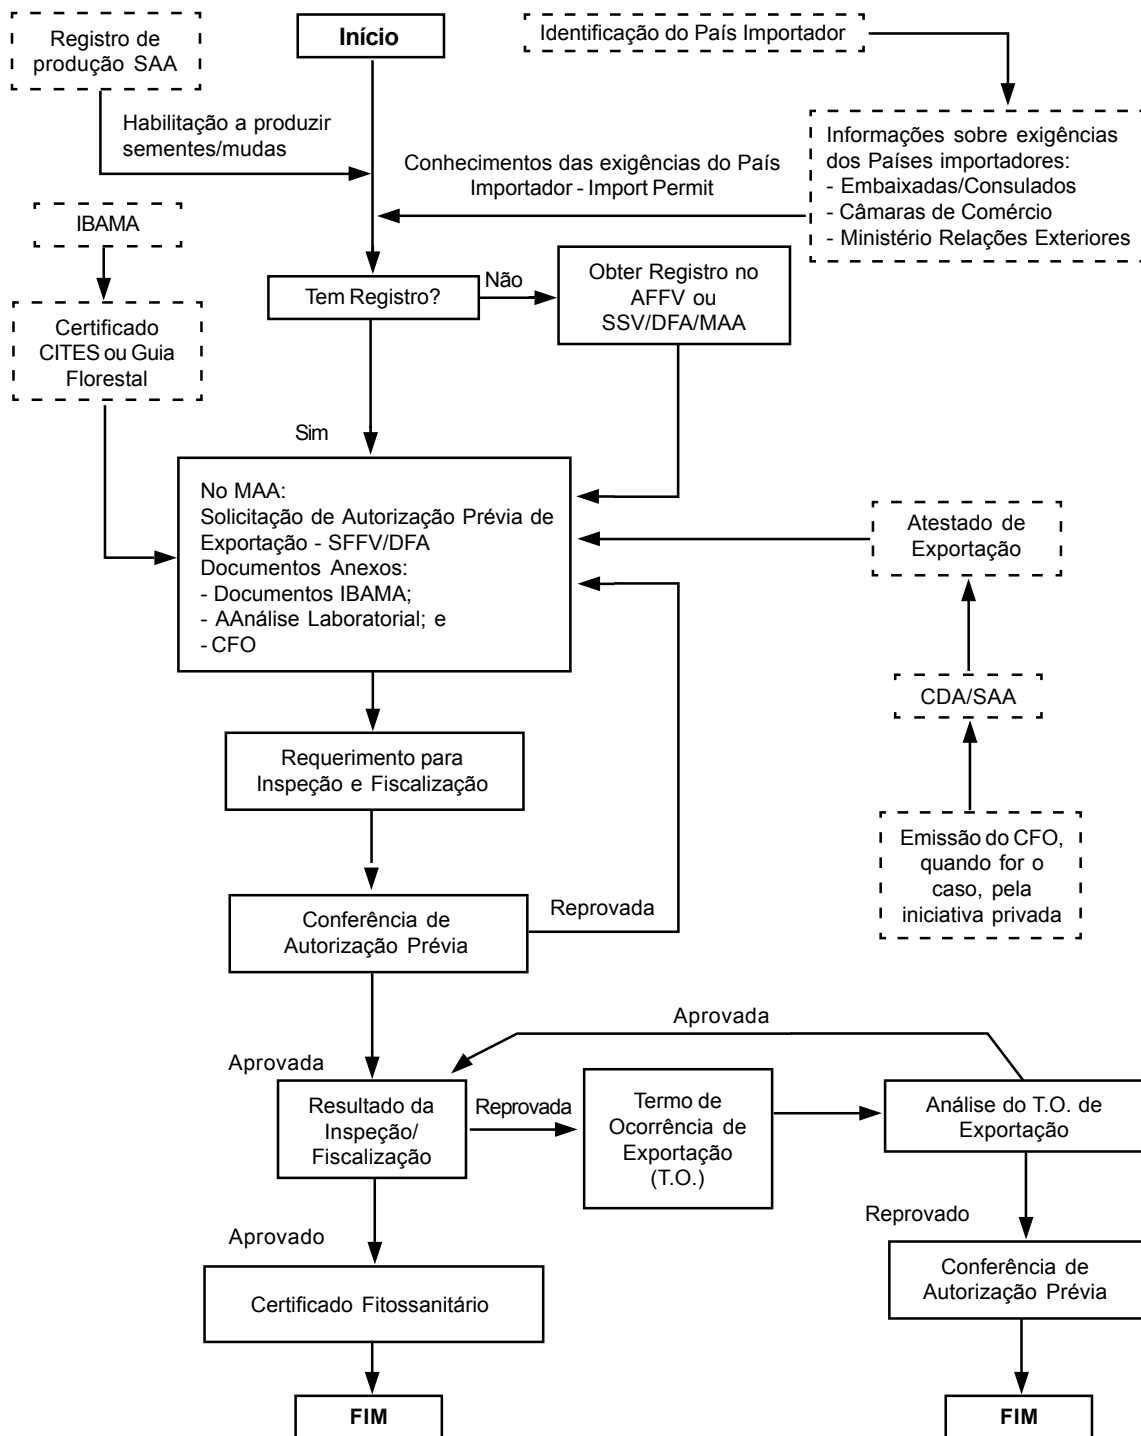 Registro de
produção SAA
Início
Identificação do País Importador
Habilitação a produzir
sementes/mudas
Informações sobre exigências
dos Países importadores:
- Embaixadas/Consulados
- Câmaras de Comércio
- Ministério Relações Exteriores
Conhecimentos das exigências do País
Importador - Import Permit
IBAMA
Certificado
CITES ou Guia
Florestal
Tem Registro?
Não
Obter Registro no
AFFV ou
SSV/DFA/MAA
Sim
No MAA:
Solicitação de Autorização Prévia de
Exportação - SFFV/DFA
Documentos Anexos:
- Documentos IBAMA;
- AAnálise Laboratorial; e
- CFO
Atestado de
Exportação
CDA/SAA
Emissão do CFO,
quando for o
caso, pela
iniciativa privada
Requerimento para
Inspeção e Fiscalização
Conferência de
Autorização Prévia
Reprovada
Aprovada
Aprovada
Resultado da
Inspeção/
Fiscalização
Reprovada
Termo de
Ocorrência de
Exportação
(T.O.)
Análise do T.O. de
Exportação
Aprovado
Reprovado
Certificado Fitossanitário
Conferência de
Autorização Prévia
FIM
FIM